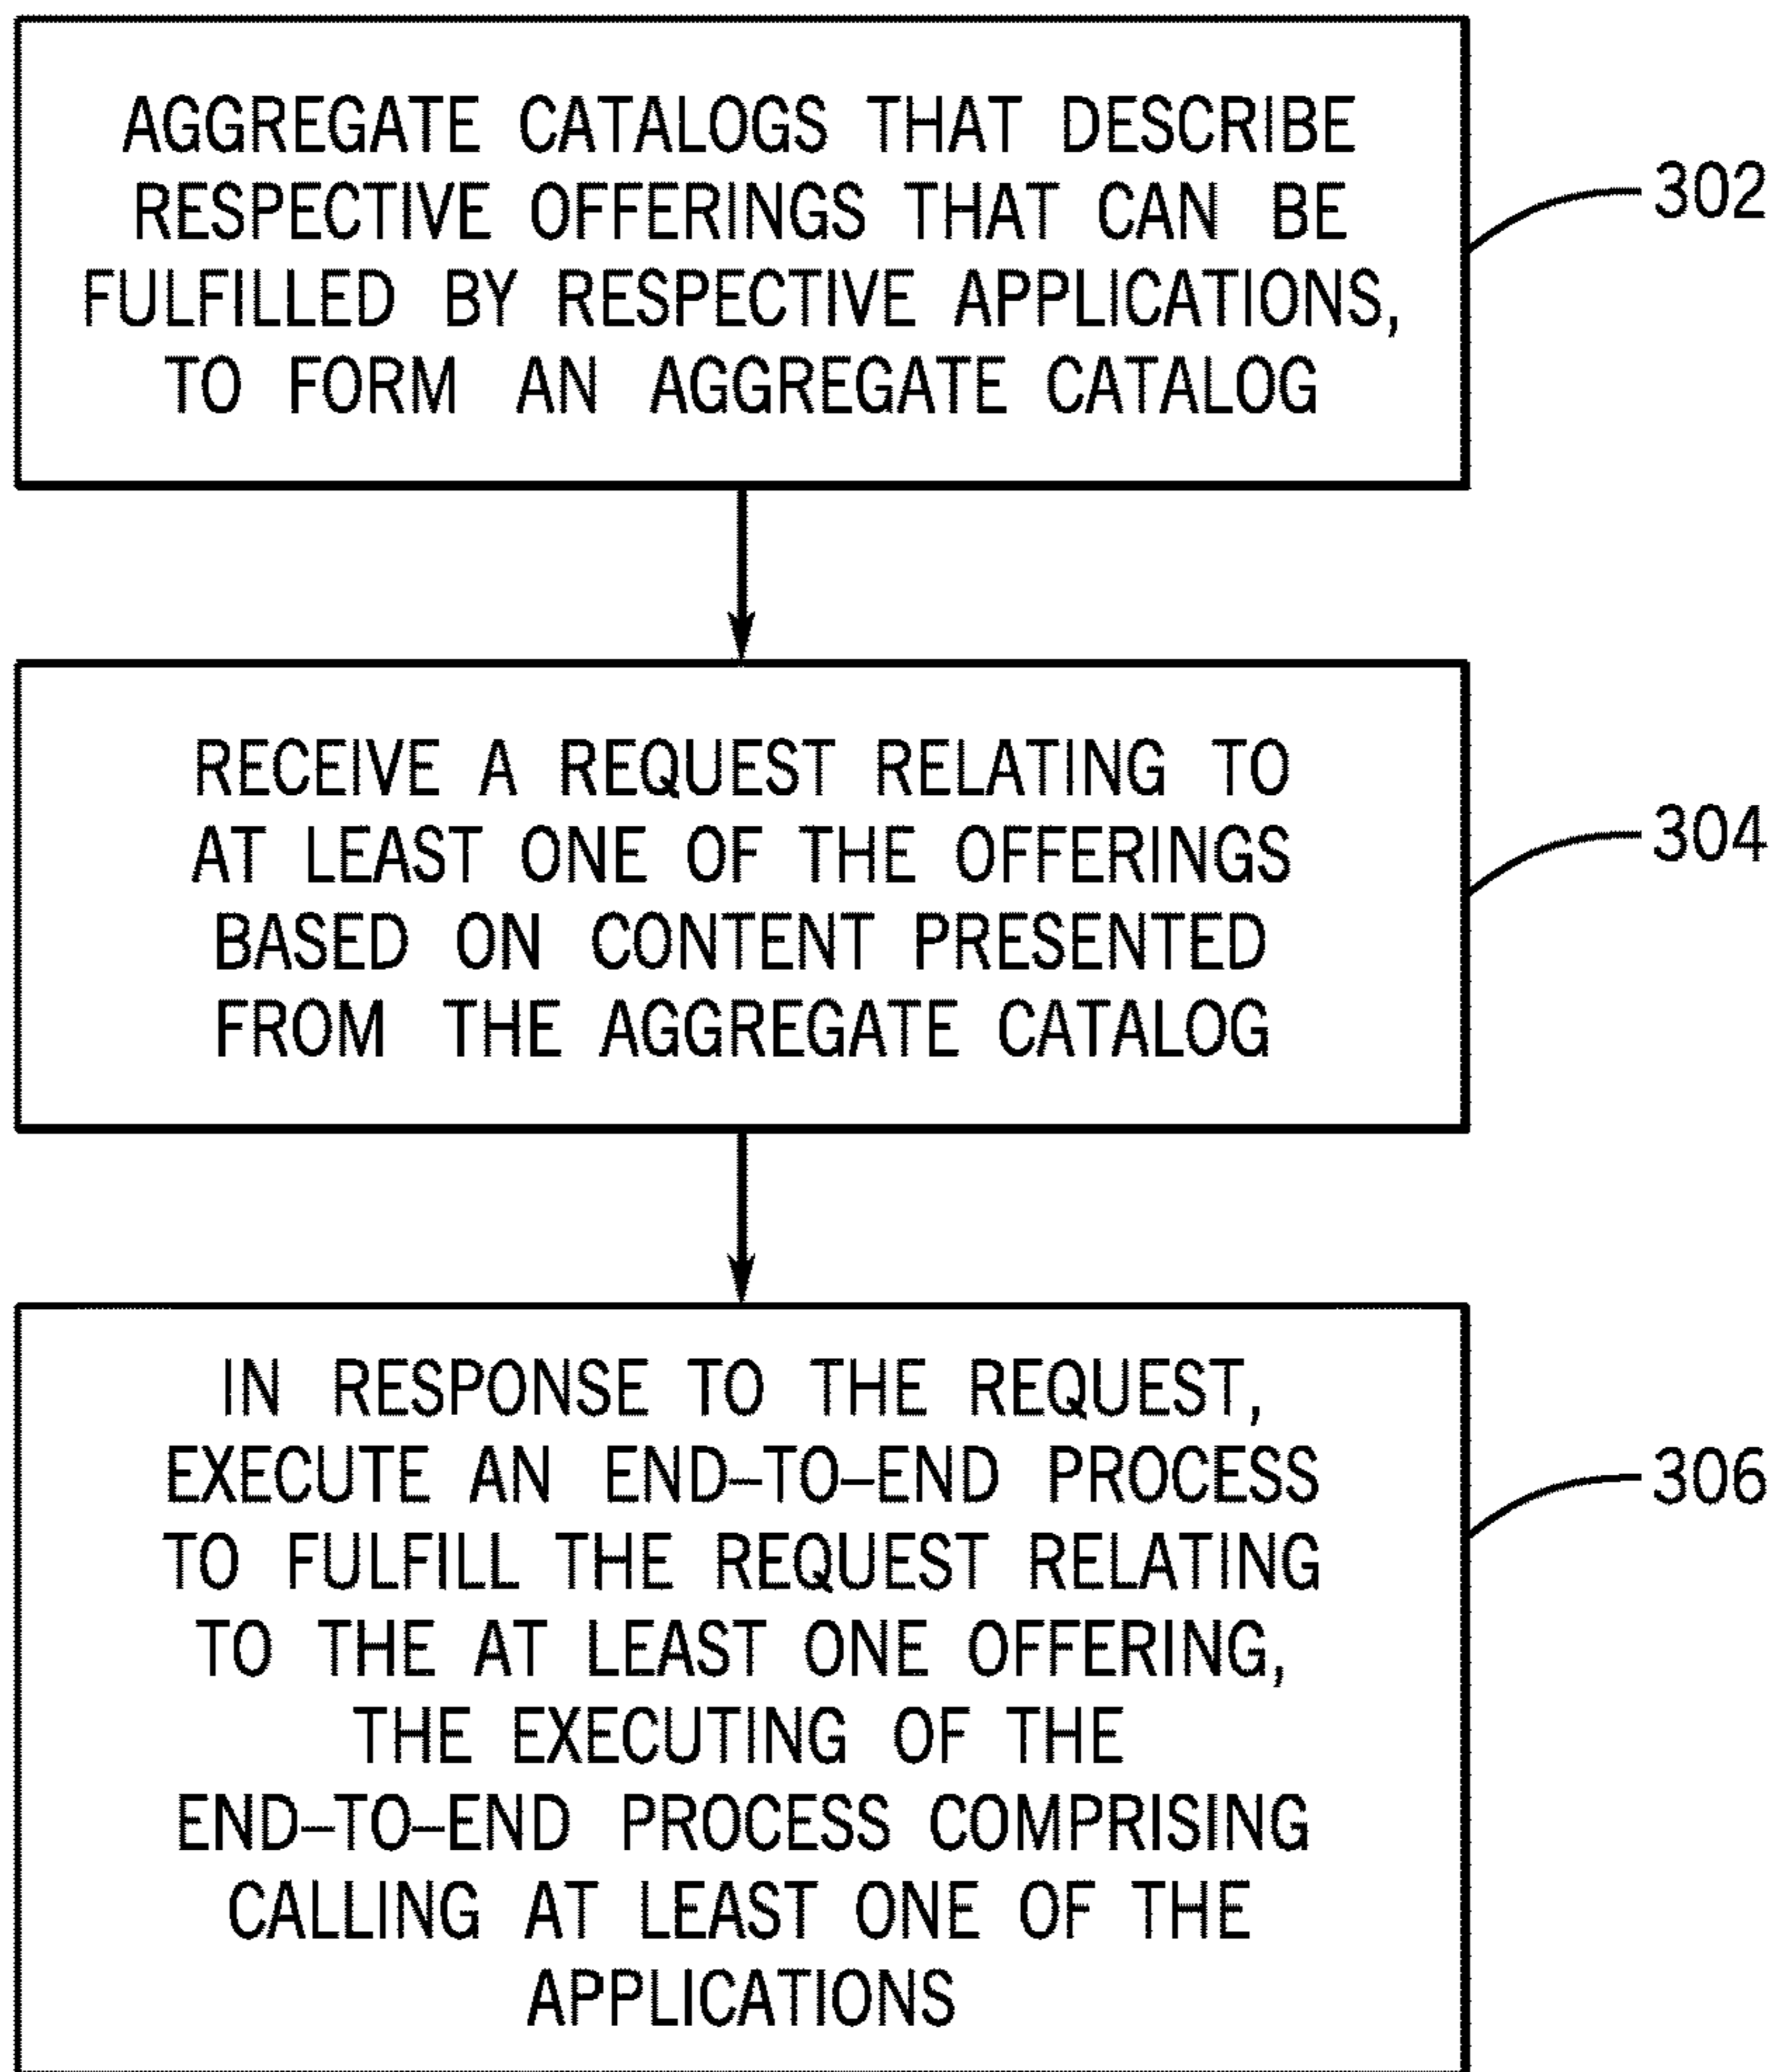 AGGREGATE CATALOGS THAT DESCRIBE
RESPECTIVE OFFERINGS THAT CAN BE
FULFILLED BY RESPECTIVE APPLICATIONS,
TO FORM AN AGGREGATE CATALOG
302
RECEIVE A REQUEST RELATING TO
AT LEAST ONE OF THE OFFERINGS
BASED ON CONTENT PRESENTED
FROM THE AGGREGATE CATALOG
304
IN RESPONSE TO THE REQUEST,
EXECUTE AN END–TO–END PROCESS
TO FULFILL THE REQUEST RELATING
TO THE AT LEAST ONE OFFERING,
THE EXECUTING OF THE
END–TO–END PROCESS COMPRISING
CALLING AT LEAST ONE OF THE
APPLICATIONS
306